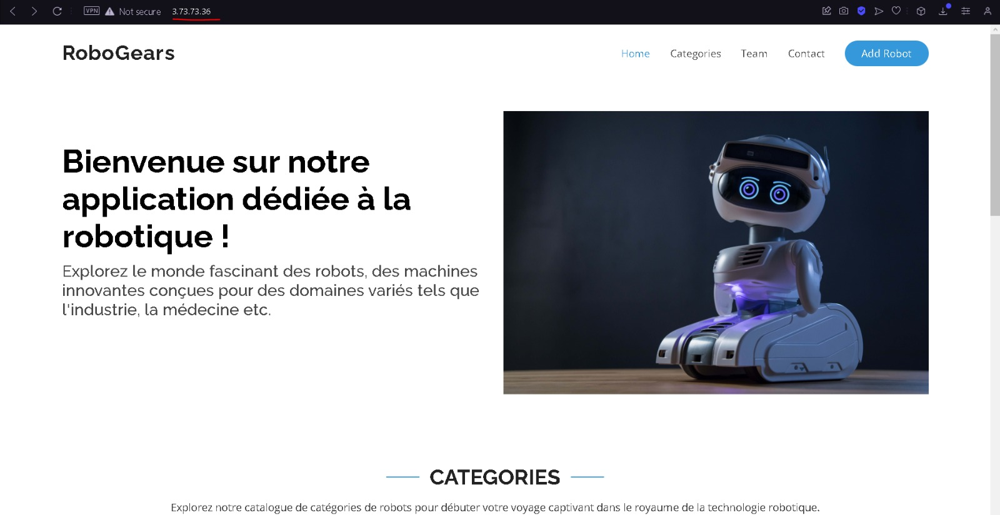 VPN Not secure 3.73.73.36
RoboGears
Home Categories Team Contact Add Robot
Bienvenue sur notre
application dédiée à la
robotique !
Explorez le monde fascinant des robots, des machines
innovantes conçues pour des domaines variés tels que
l'industrie, la médecine etc.
CATEGORIES
Explorez notre catalogue de catégories de robots pour débuter votre voyage captivant dans le royaume de la technologie robotique.